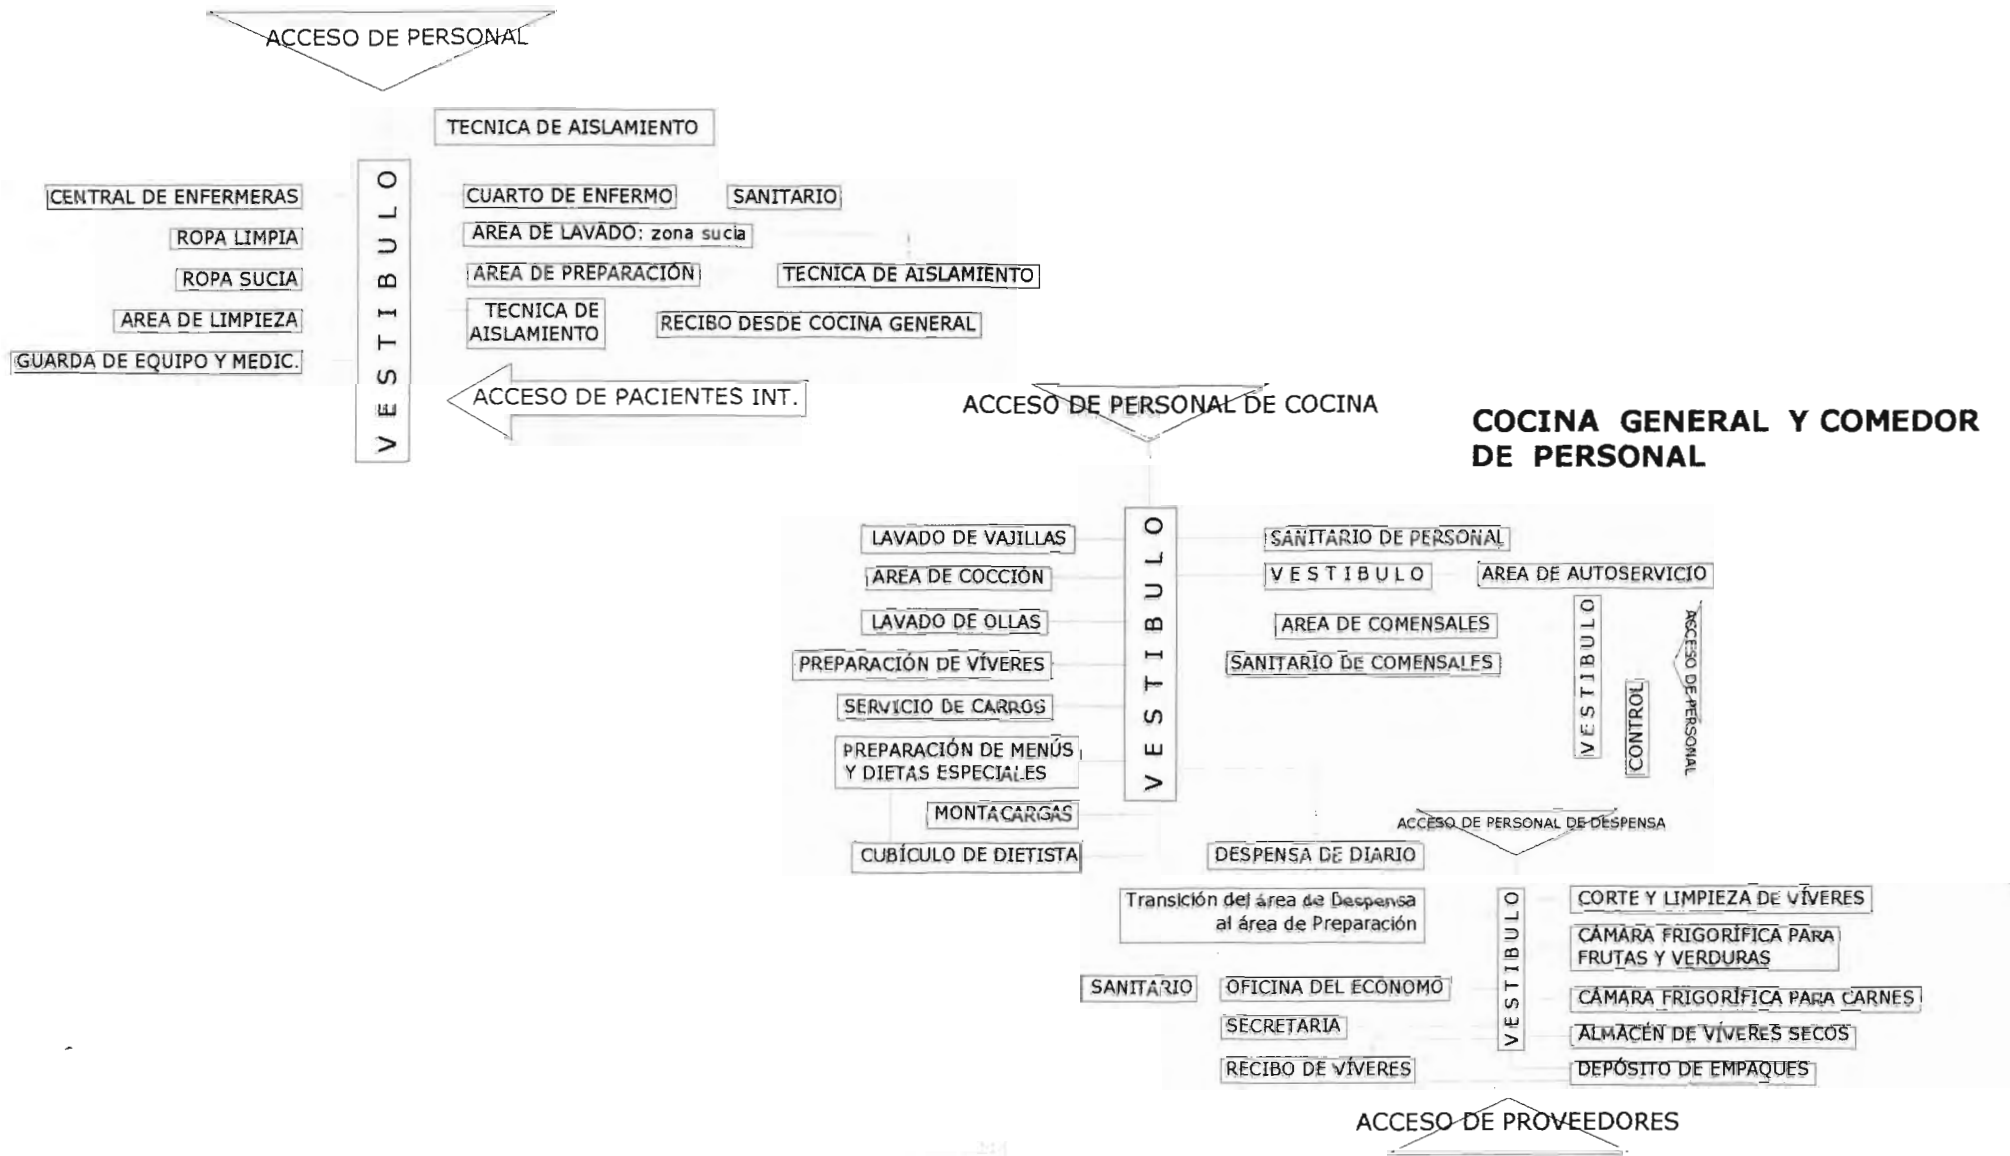 ACCESO DE PERSONAL
TECNICA DE AISLAMIENTO
VESTIBULO
CENTRAL DE ENFERMERAS
ROPA LIMPIA
ROPA SUCIA
AREA DE LIMPIEZA
GUARDA DE EQUIPO Y MEDIC.
CUARTO DE ENFERMO
SANITARIO
AREA DE LAVADO: zona sucia
AREA DE PREPARACIÓN
TECNICA DE AISLAMIENTO
TECNICA DE
AISLAMIENTO
RECIBO DESDE COCINA GENERAL
ACCESO DE PACIENTES INT.
COCINA GENERAL Y COMEDOR
DE PERSONAL
ACCESO DE PERSONAL DE COCINA
VESTIBULO
LAVADO DE VAJILLAS
AREA DE COCCIÓN
LAVADO DE OLLAS
PREPARACIÓN DE VÍVERES
SERVICIO DE CARROS
PREPARACIÓN DE MENÚS
Y DIETAS ESPECIALES
MONTACARGAS
CUBÍCULO DE DIETISTA
SANITARIO DE PERSONAL
VESTIBULO
AREA DE AUTOSERVICIO
AREA DE COMENSALES
SANITARIO DE COMENSALES
VESTIBULO
CONTROL
ACCESO DE PERSONAL
ACCESO DE PERSONAL DE DESPENSA
DESPENSA DE DIARIO
Transición del área de Despensa
al área de Preparación
SANITARIO
OFICINA DEL ECONOMO
SECRETARIA
RECIBO DE VÍVERES
VESTIBULO
CORTE Y LIMPIEZA DE VÍVERES
CÁMARA FRIGORÍFICA PARA
FRUTAS Y VERDURAS
CÁMARA FRIGORÍFICA PARA CARNES
ALMACÉN DE VÍVERES SECOS
DEPÓSITO DE EMPAQUES
ACCESO DE PROVEEDORES